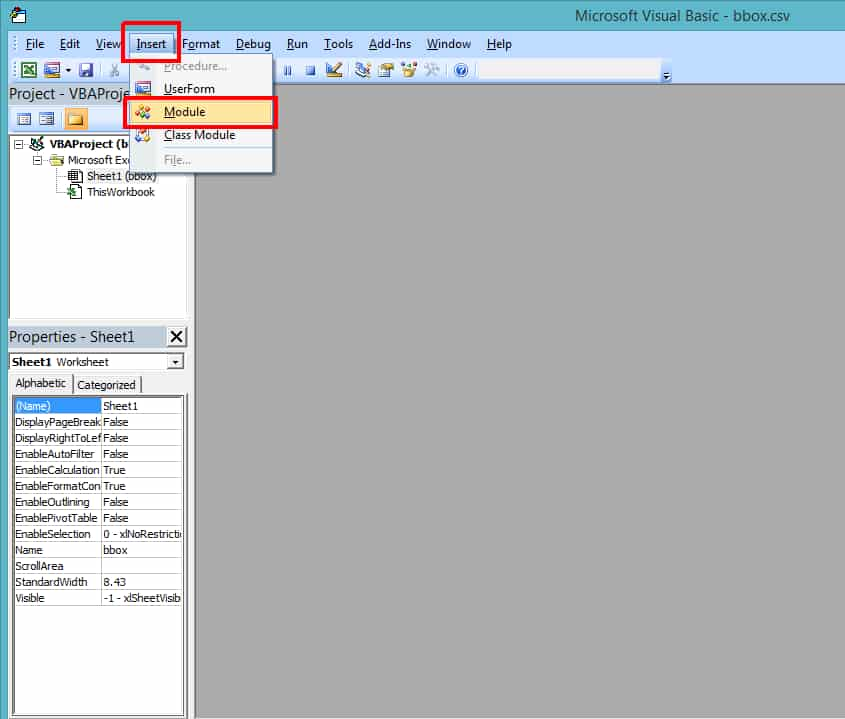 Microsoft Visual Basic - bbox.csv
File Edit View Insert Format Debug Run Tools Add-Ins Window Help
Procedure...
UserForm
Module
Class Module
File...
Project - VBAProje
VBAProject (b
Microsoft Exc
Sheet1 (bbox)
ThisWorkbook
Properties - Sheet1
Sheet1 Worksheet
Alphabetic Categorized
(Name) Sheet1
DisplayPageBreak False
DisplayRightToLef False
EnableAutoFilter False
EnableCalculation True
EnableFormatCon True
EnableOutlining False
EnablePivotTable False
EnableSelection 0 - xlNoRestrictio
Name bbox
ScrollArea
StandardWidth 8.43
Visible -1 - xlSheetVisib